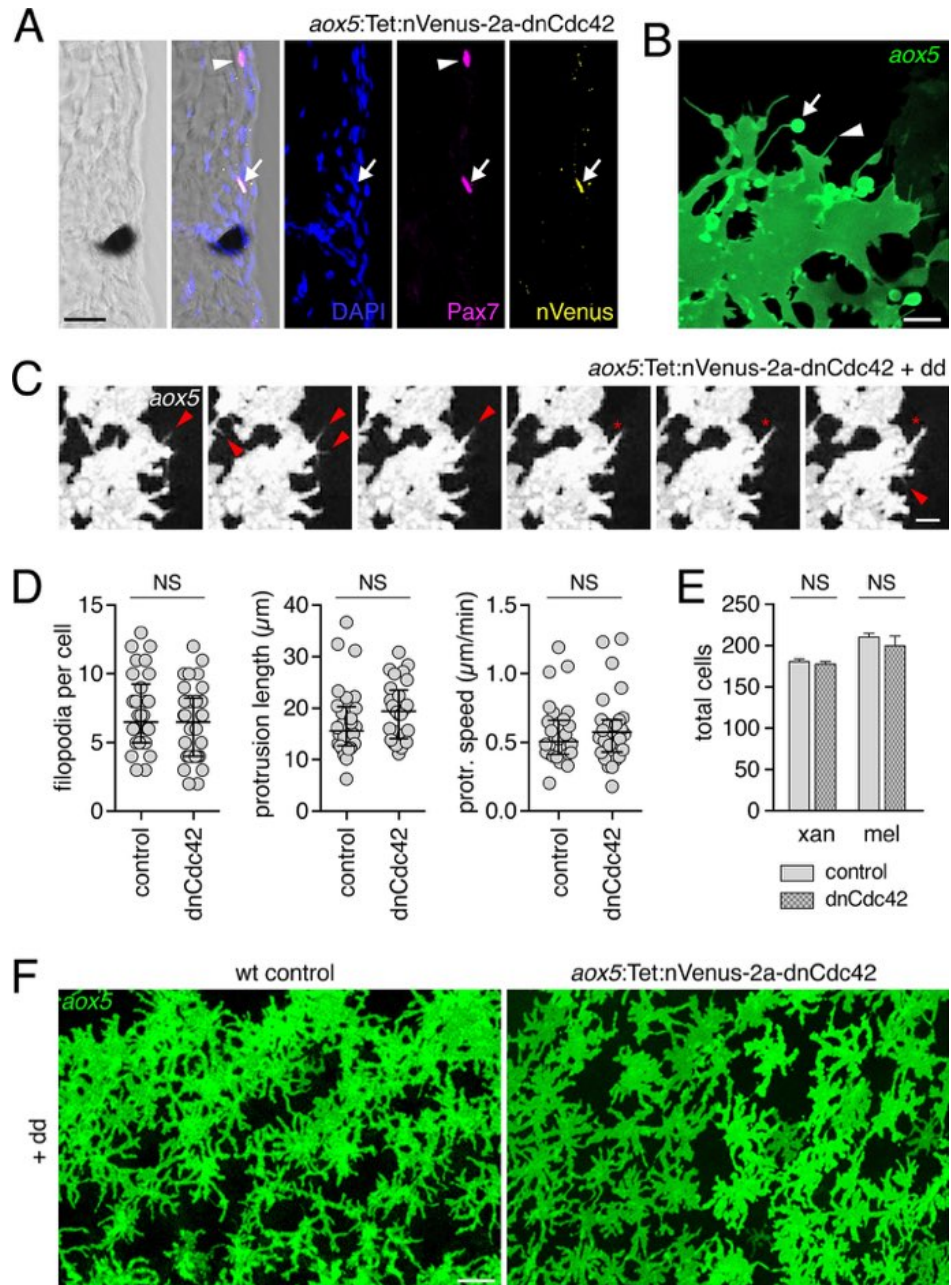 A
aox5:Tet:nVenus-2a-dnCdc42
DAPI
Pax7
nVenus
B
aox5
C
aox5:Tet:nVenus-2a-dnCdc42 + dd
aox5
*
*
*
D
NS
filopodia per cell
15
10
5
0
control
dnCdc42
NS
protrusion length (µm)
40
30
20
10
0
control
dnCdc42
NS
protr. speed (µm/min)
1.5
1.0
0.5
0.0
control
dnCdc42
E
NS
NS
total cells
250
200
150
100
50
0
xan
mel
control
dnCdc42
F
wt control
aox5:Tet:nVenus-2a-dnCdc42
aox5
+ dd